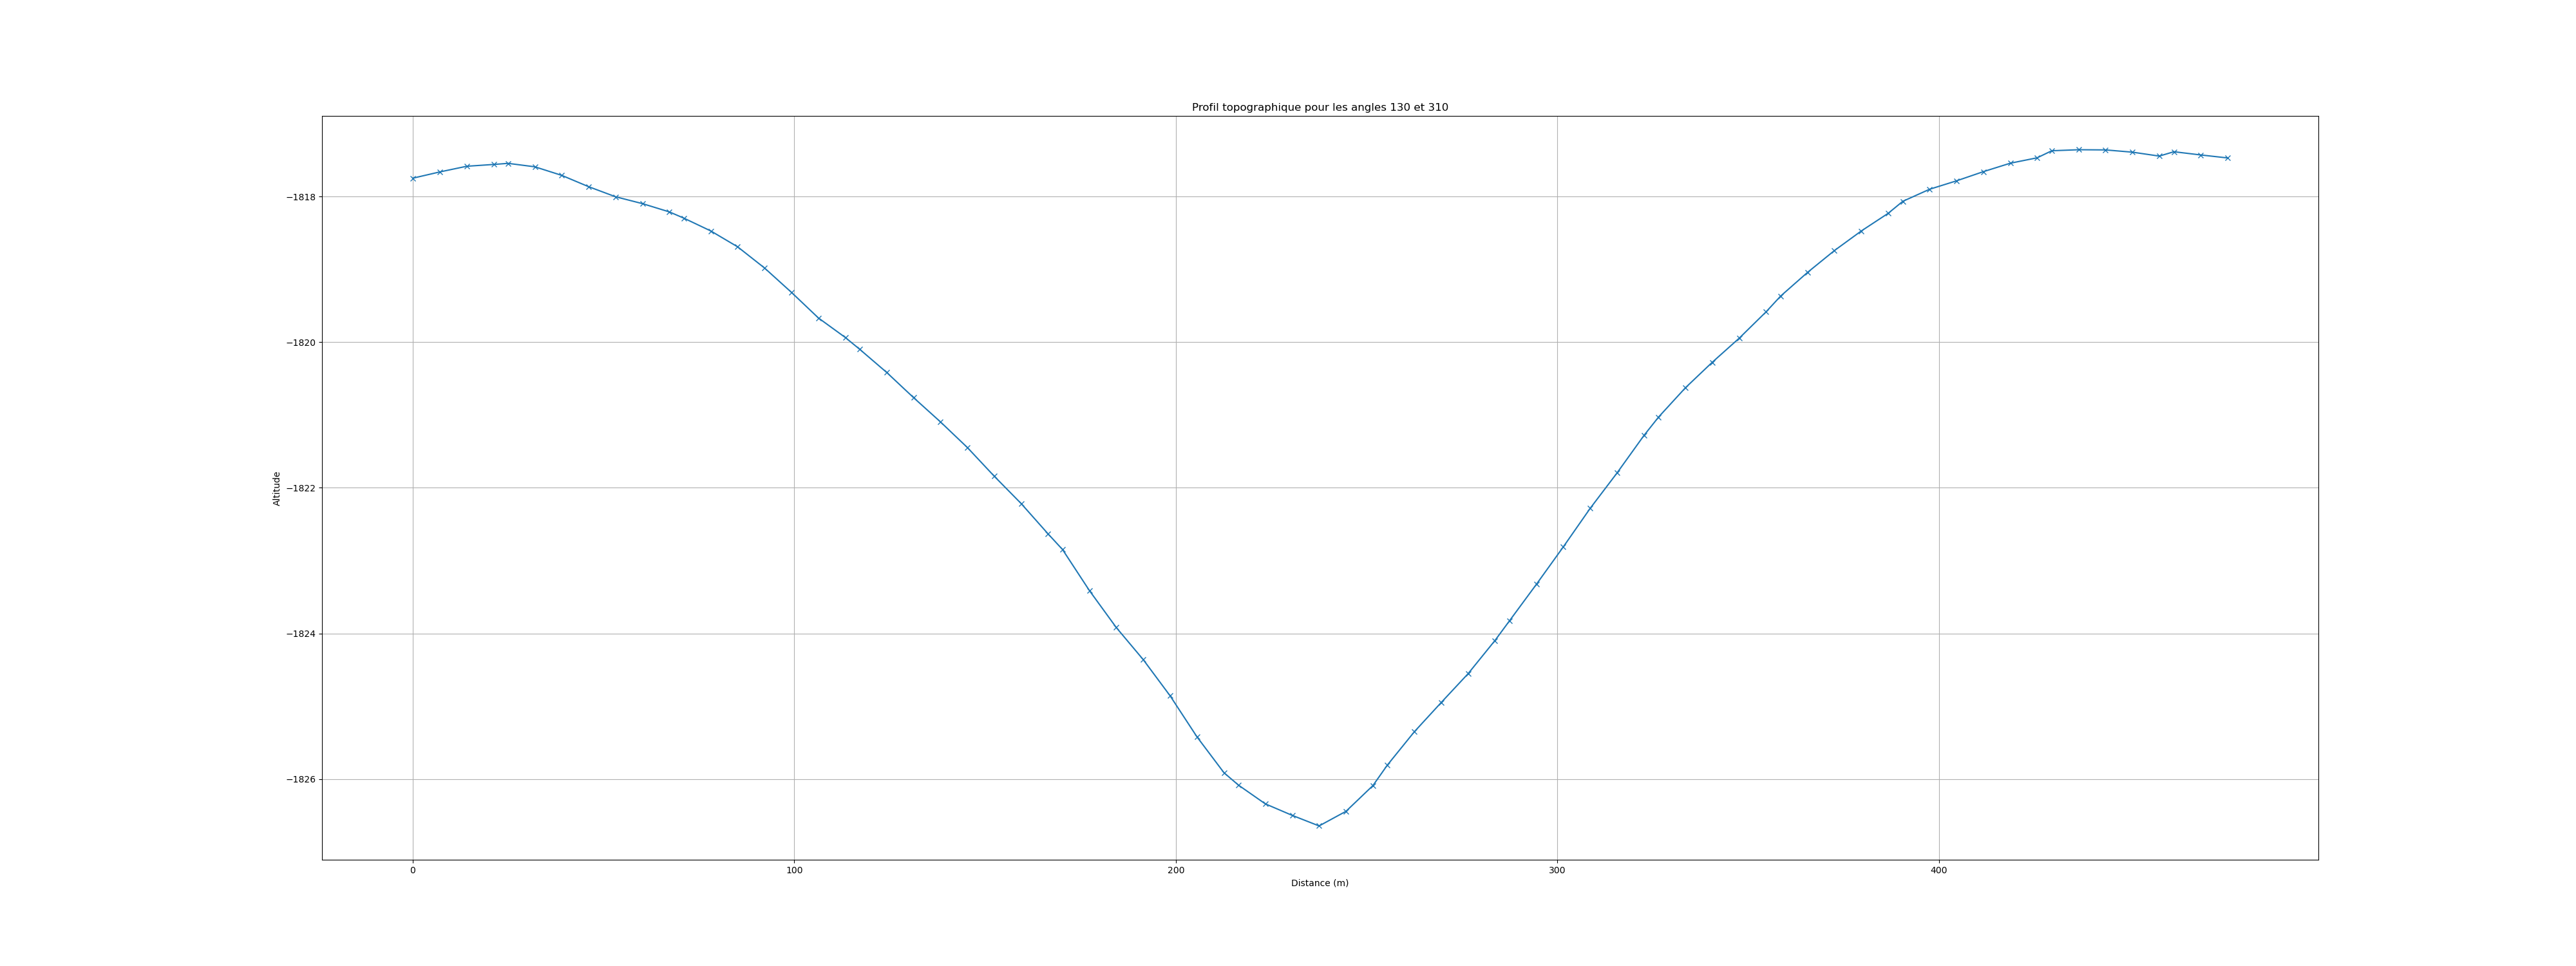 Profil topographique pour les angles 130 et 310
−1818
−1820
−1822
−1824
−1826
Altitude
0 100 200 300 400
Distance (m)